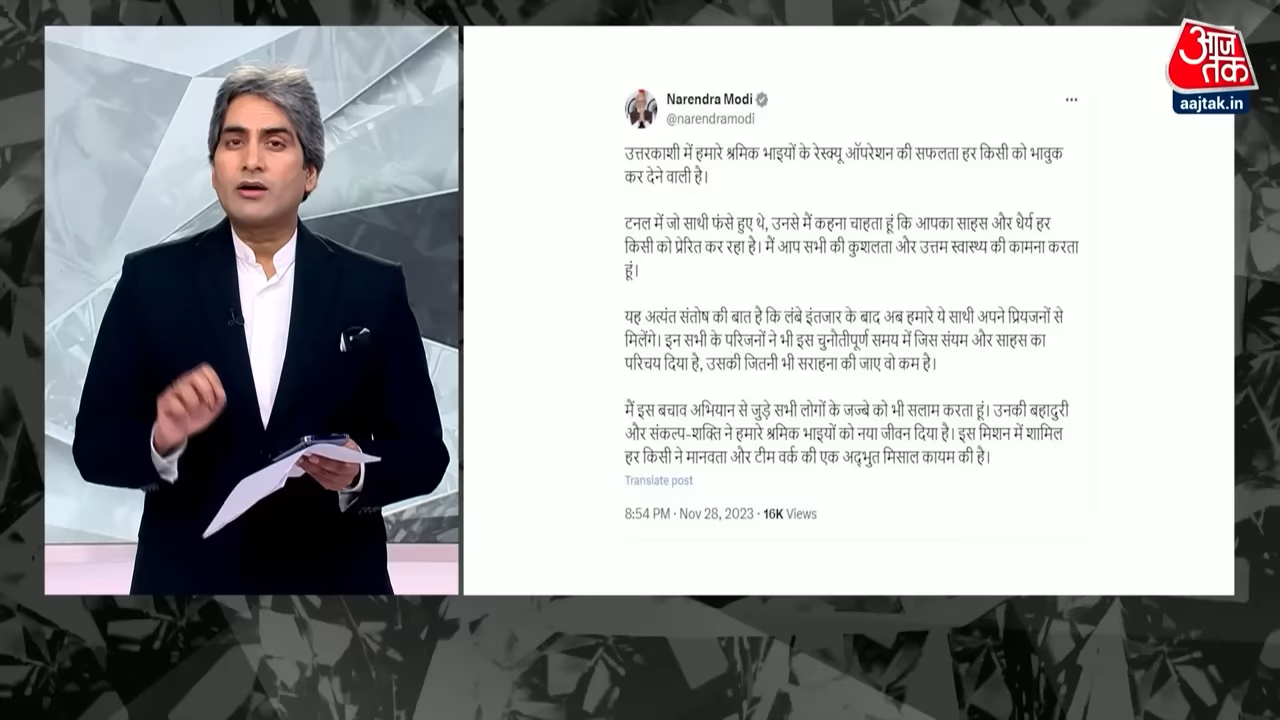 आज
तक
aajtak.in
Narendra Modi
@narendramodi
उत्तरकाशी में हमारे श्रमिक भाइयों के रेस्क्यू ऑपरेशन की सफलता हर किसी को भावुक
कर देने वाली है।
टनल में जो साथी फंसे हुए थे, उनसे मैं कहना चाहता हूं कि आपका साहस और धैर्य हर
किसी को प्रेरित कर रहा है। मैं आप सभी की कुशलता और उत्तम स्वास्थ्य की कामना करता
हूं।
यह अत्यंत संतोष की बात है कि लंबे इंतजार के बाद अब हमारे ये साथी अपने प्रियजनों से
मिलेंगे। इन सभी के परिजनों ने भी इस चुनौतीपूर्ण समय में जिस संयम और साहस का
परिचय दिया है, उसकी जितनी भी सराहना की जाए वो कम है।
मैं इस बचाव अभियान से जुड़े सभी लोगों के जज्बे को भी सलाम करता हूं। उनकी बहादुरी
और संकल्प-शक्ति ने हमारे श्रमिक भाइयों को नया जीवन दिया है। इस मिशन में शामिल
हर किसी ने मानवता और टीम वर्क की एक अद्भुत मिसाल कायम की है।
Translate post
8:54 PM · Nov 28, 2023 · 16K Views